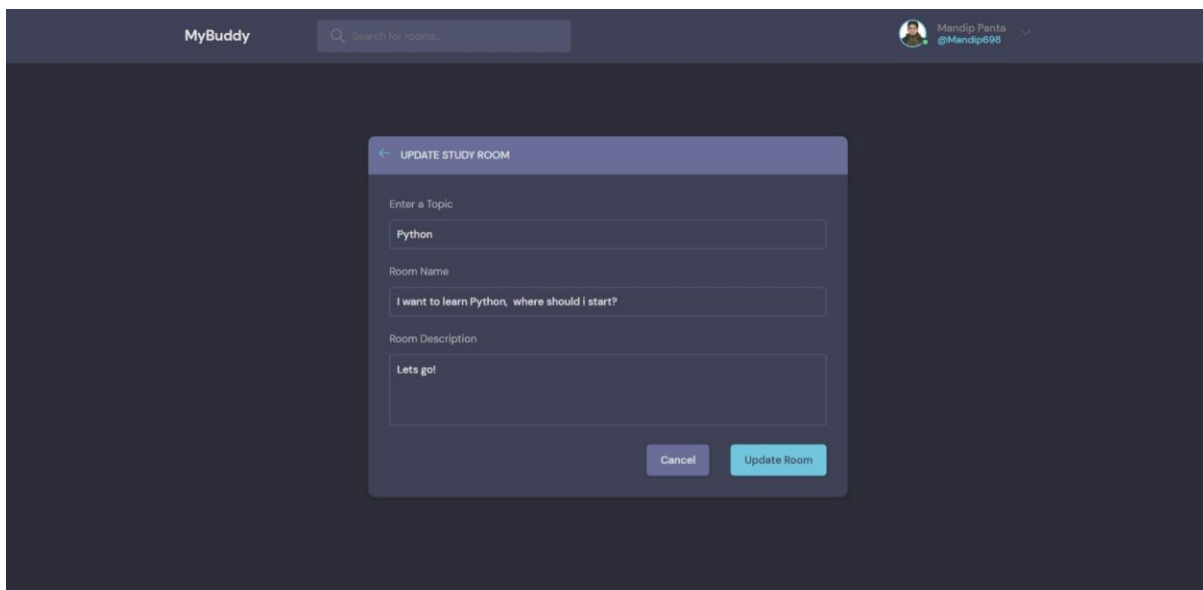 MyBuddy
Search for rooms...
Mandip Panta
@Mandip698
UPDATE STUDY ROOM
Enter a Topic
Python
Room Name
I want to learn Python,  where should i start?
Room Description
Lets go!
Cancel
Update Room